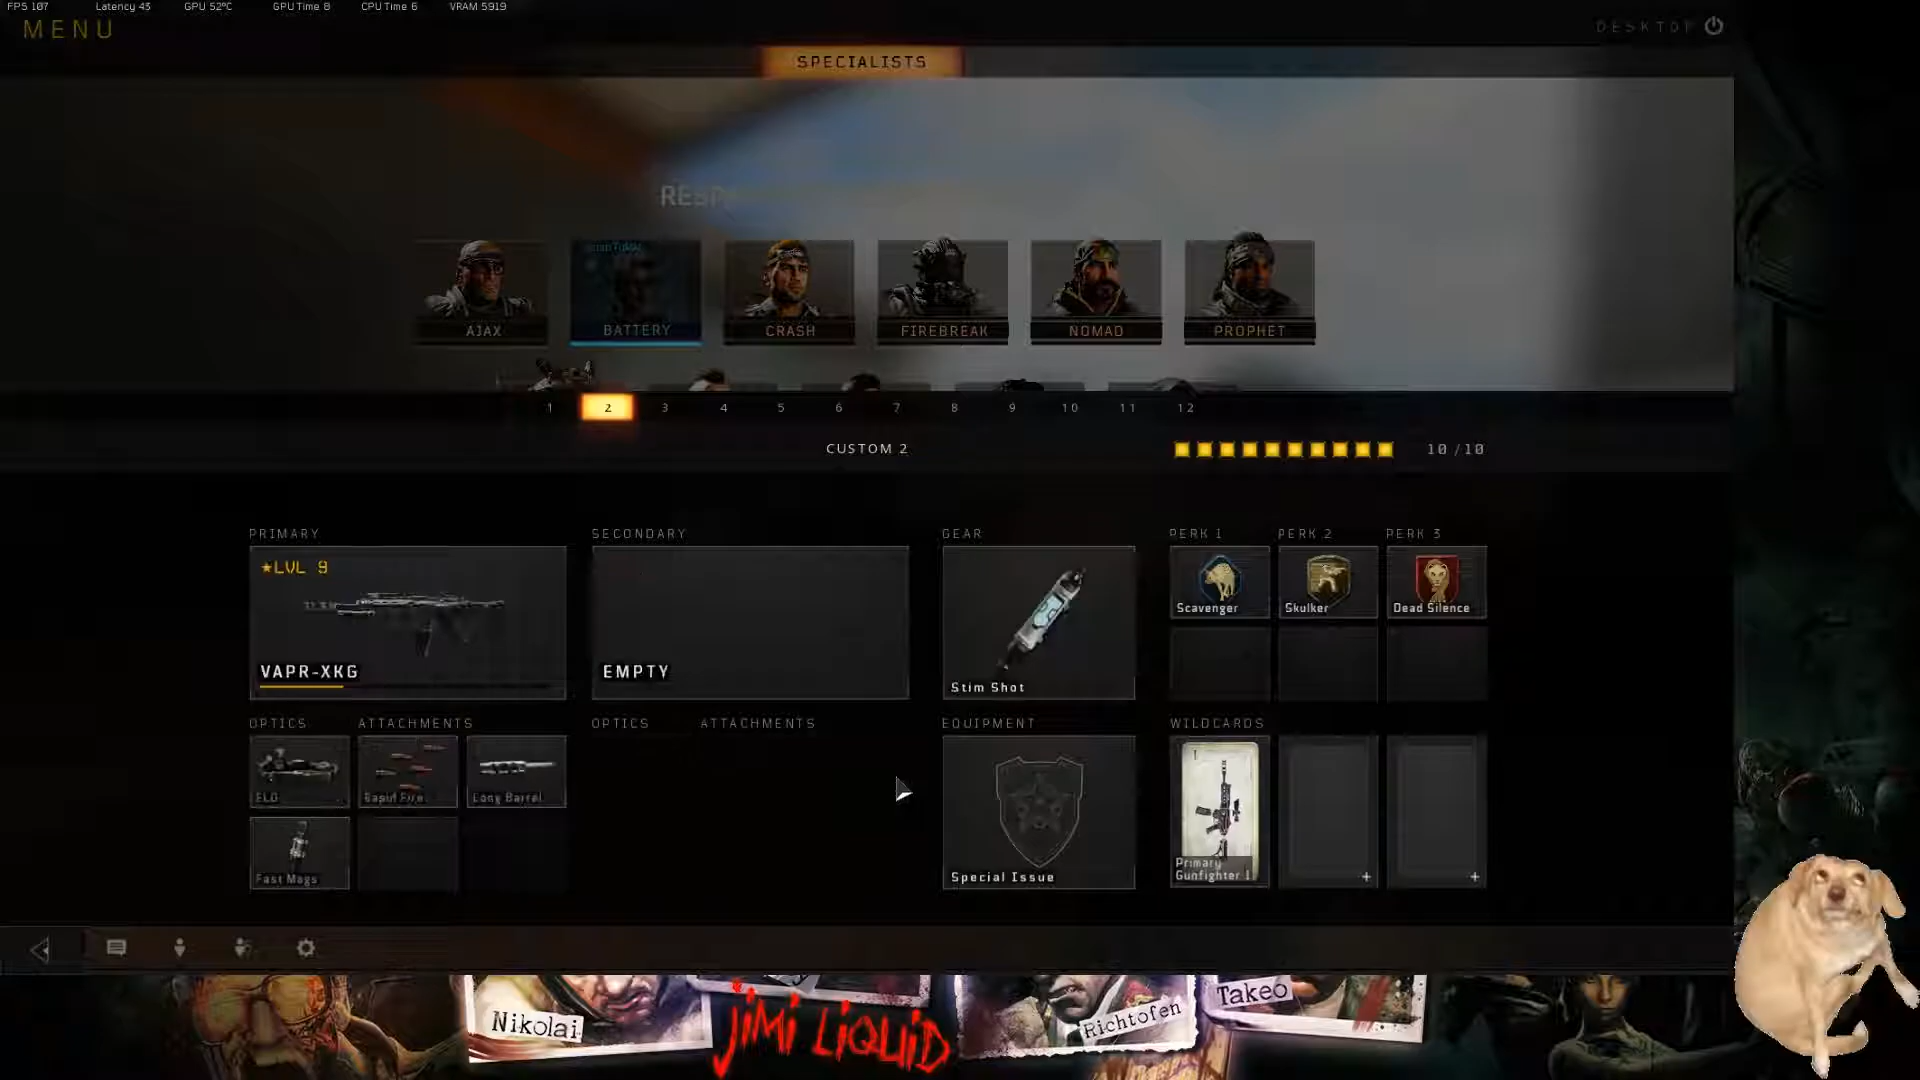 FPS 107 Latency 43 GPU 52ºC GPU Time 8 CPU Time 6 VRAM 5919
MENU
DESKTOP
SPECIALISTS
AJAX BATTERY CRASH FIREBREAK NOMAD PROPHET
1 2 3 4 5 6 7 8 9 10 11 12
CUSTOM 2
10/10
PRIMARY SECONDARY GEAR PERK 1 PERK 2 PERK 3
★LVL 9
Scavenger Skulker Dead Silence
VAPR-XKG EMPTY
Stim Shot
OPTICS ATTACHMENTS OPTICS ATTACHMENTS EQUIPMENT WILDCARDS
ELO Rapid Fire Long Barrel
Fast Mags
Special Issue
Primary
Gunfighter I
+ +
Nikolai
JiMi LiQUiD
Richtofen
Takeo